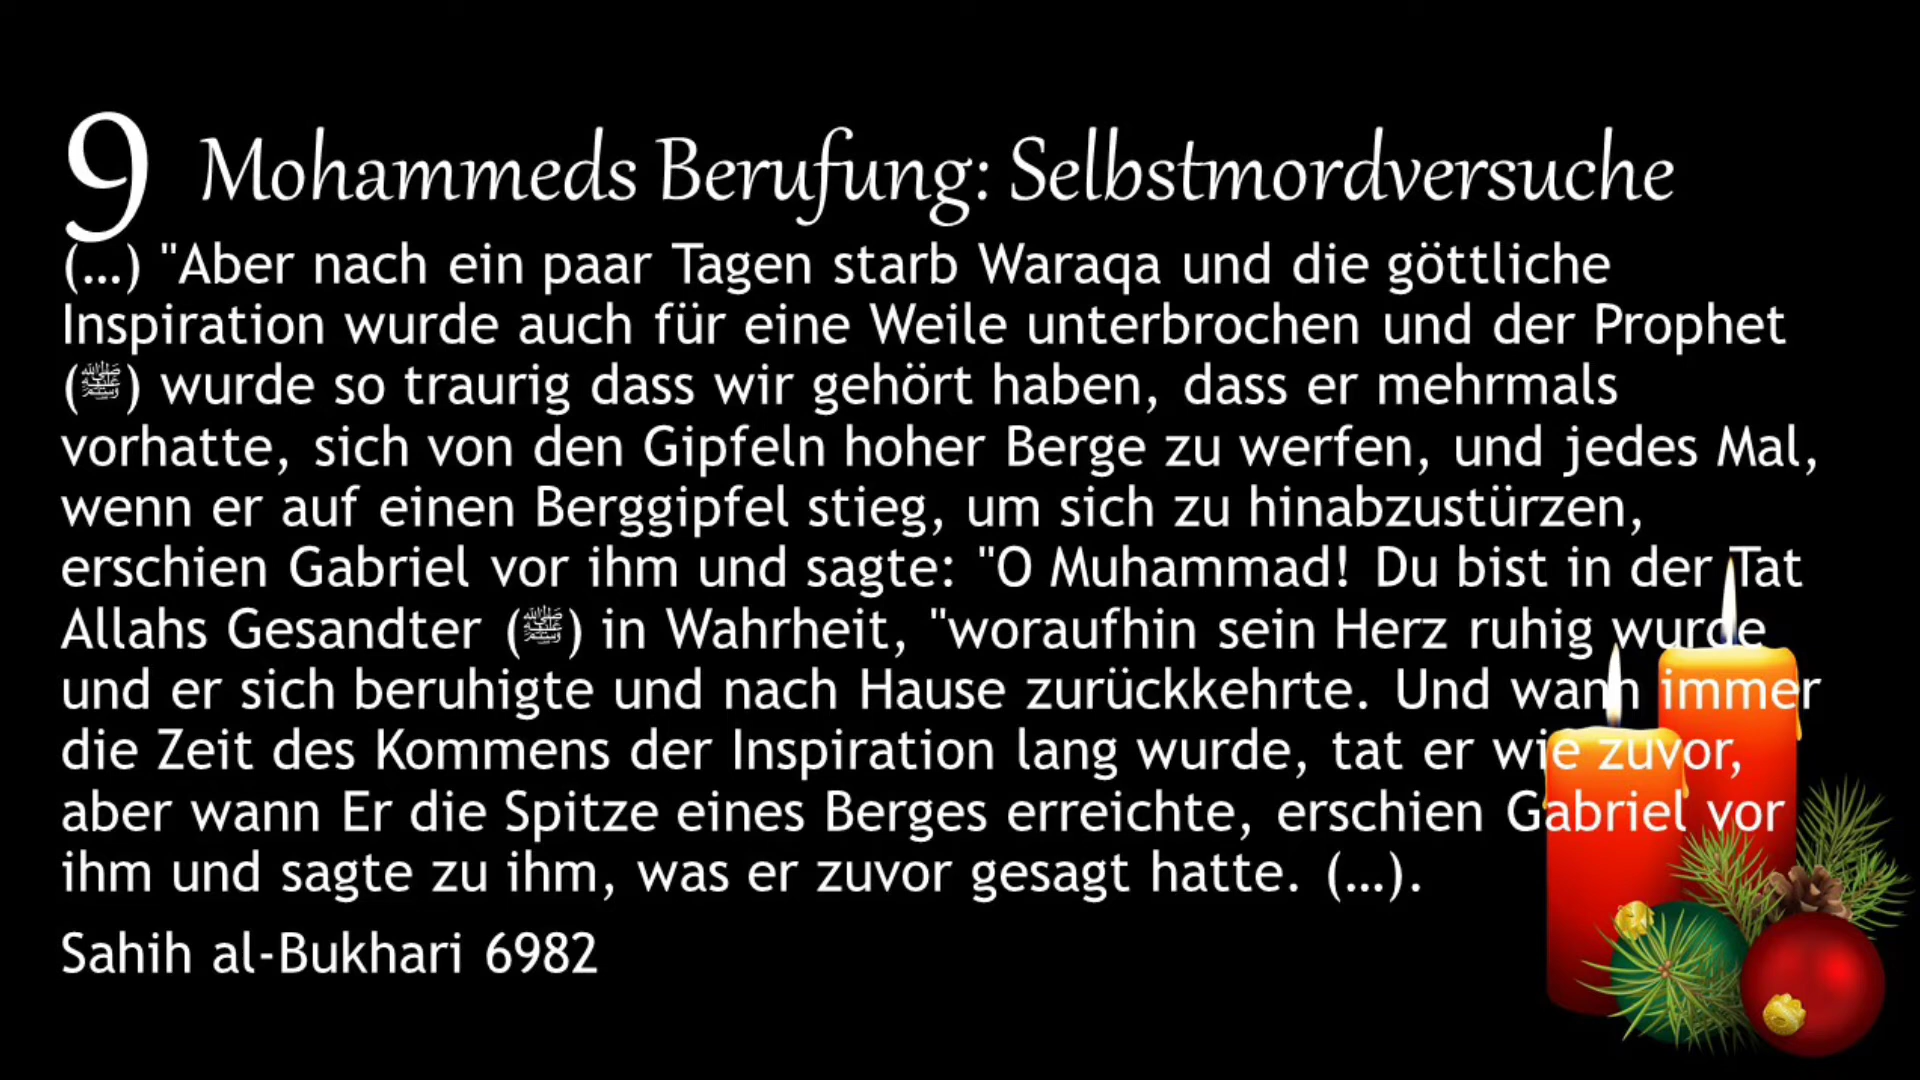 9 Mohammeds Berufung: Selbstmordversuche
(...) "Aber nach ein paar Tagen starb Waraqa und die göttliche
Inspiration wurde auch für eine Weile unterbrochen und der Prophet
(ﷺ) wurde so traurig dass wir gehört haben, dass er mehrmals
vorhatte, sich von den Gipfeln hoher Berge zu werfen, und jedes Mal,
wenn er auf einen Berggipfel stieg, um sich zu hinabzustürzen,
erschien Gabriel vor ihm und sagte: "O Muhammad! Du bist in der Tat
Allahs Gesandter (ﷺ) in Wahrheit, "woraufhin sein Herz ruhig wurde
und er sich beruhigte und nach Hause zurückkehrte. Und wann immer
die Zeit des Kommens der Inspiration lang wurde, tat er wie zuvor,
aber wann Er die Spitze eines Berges erreichte, erschien Gabriel vor
ihm und sagte zu ihm, was er zuvor gesagt hatte. (...).
Sahih al-Bukhari 6982